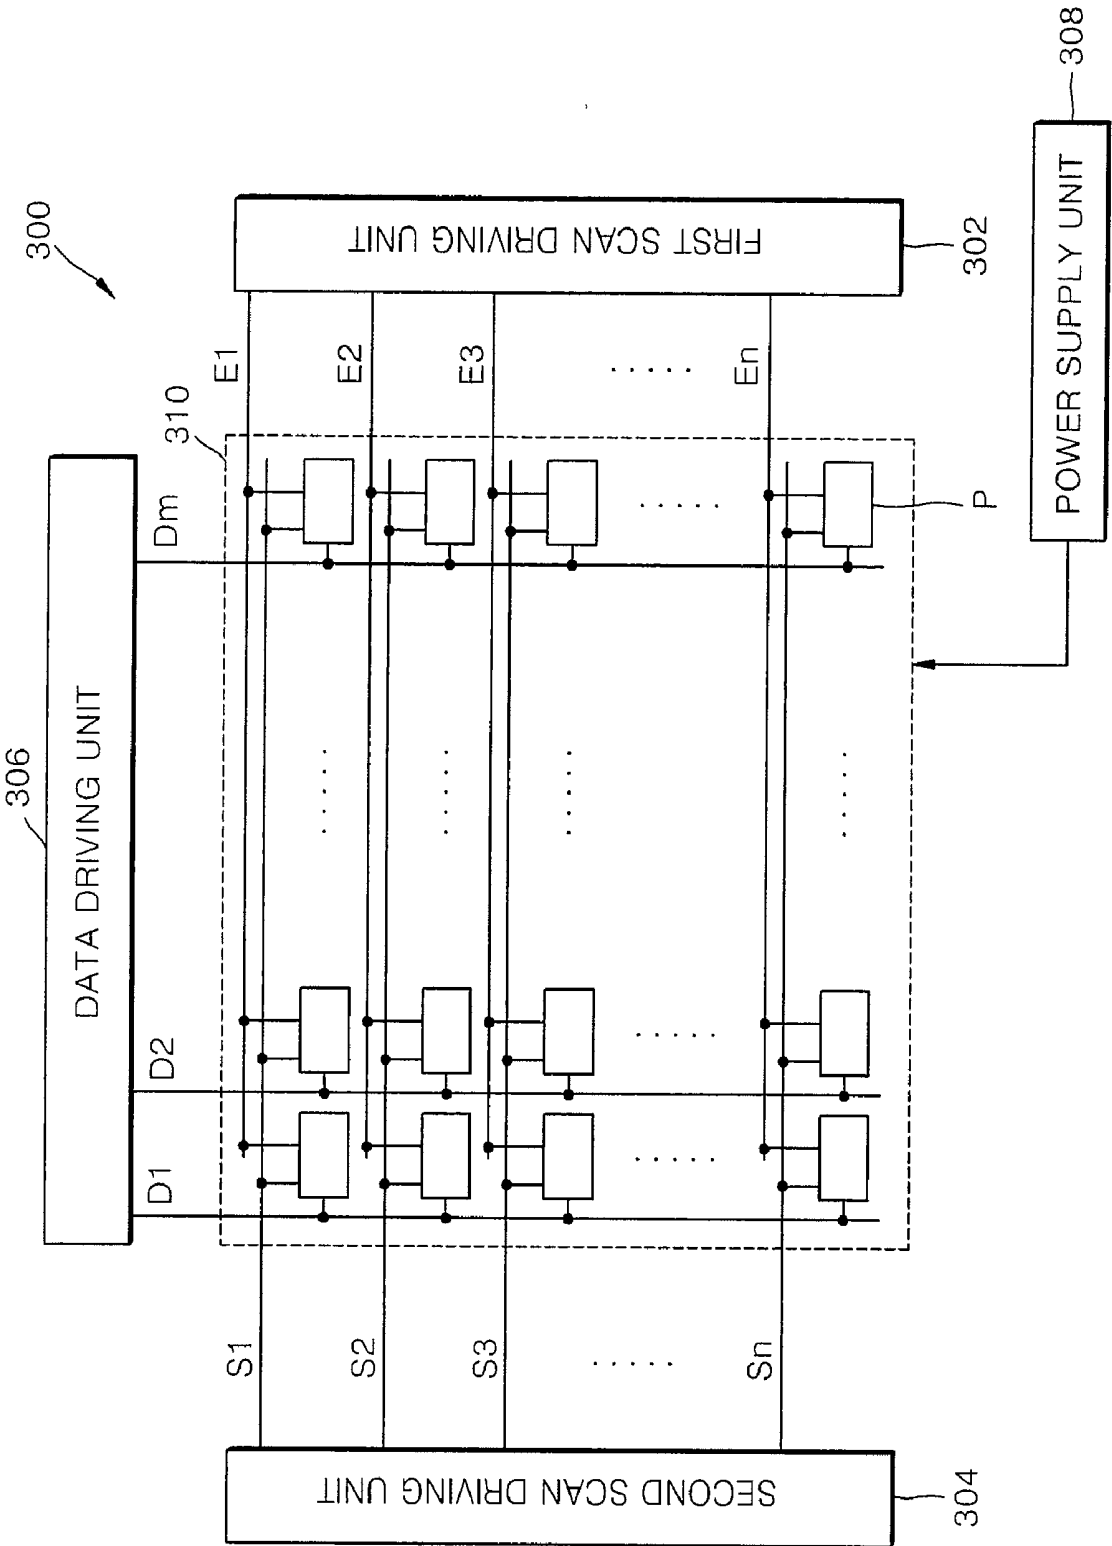 300
306
DATA DRIVING UNIT
D1
D2
Dm
310
SECOND SCAN DRIVING UNIT
304
S1
S2
S3
.....
Sn
E1
E2
E3
.....
En
FIRST SCAN DRIVING UNIT
302
P
POWER SUPPLY UNIT
308